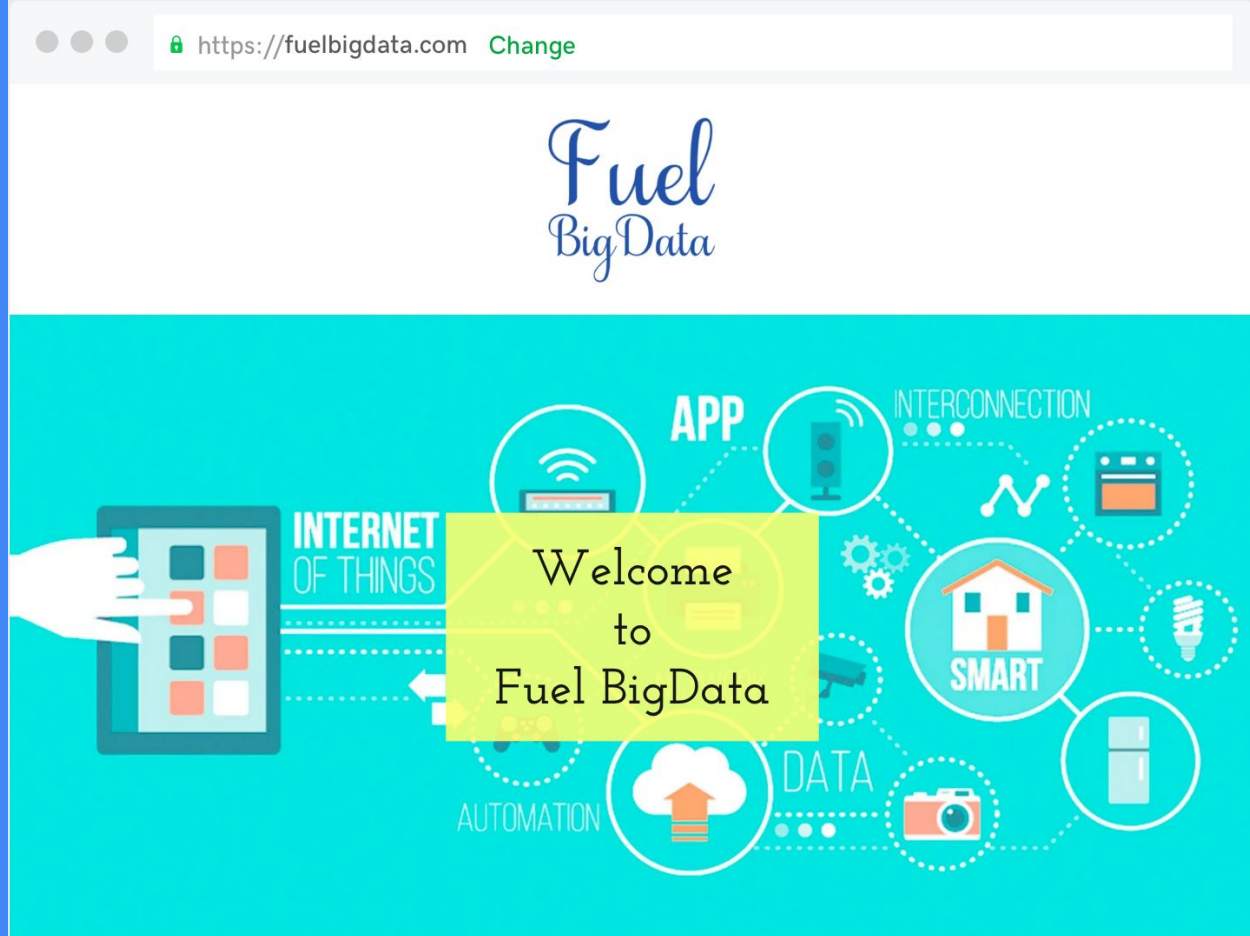 https://fuelbigdata.com Change
Fuel
BigData
APP
INTERCONNECTION
INTERNET
OF THINGS
Welcome
to
Fuel BigData
SMART
DATA
AUTOMATION